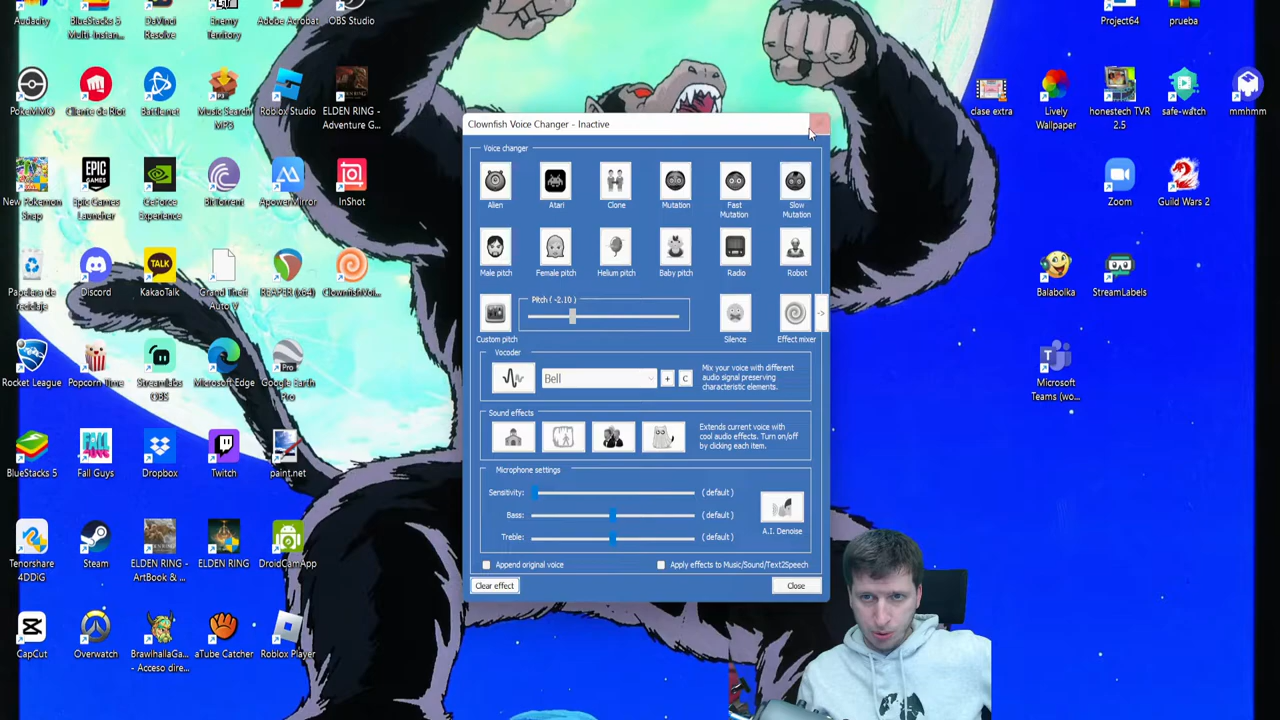 Audacity
BlueStacks 5
Multi-Instan...
DaVinci
Resolve
Enemy
Territory
Adobe Acrobat
OBS Studio
Project64
prueba
PokeMMO
Cliente de Riot
Battle.net
Music Search
MP3
Roblox Studio
ELDEN RING -
Adventure G...
clase extra
Lively
Wallpaper
honestech TVR
2.5
safe-watch
mmhmm
Clownfish Voice Changer - Inactive
Voice changer
Alien
Atari
Clone
Mutation
Fast
Mutation
Slow
Mutation
New Pokemon
Snap
EPIC
GAMES
Epic Games
Launcher
GeForce
Experience
BitTorrent
ApowerMirror
InShot
Zoom
Guild Wars 2
Male pitch
Female pitch
Helium pitch
Baby pitch
Radio
Robot
Papelera de
reciclaje
Discord
TALK
KakaoTalk
Grand Theft
Auto V
REAPER (x64)
ClownfishVoi...
Balabolka
StreamLabels
Pitch ( -2.10 )
->
Custom pitch
Silence
Effect mixer
Rocket League
Popcorn Time
Streamlabs
OBS
Microsoft Edge
Pro
Google Earth
Pro
Microsoft
Teams (wo...
Vocoder
Bell
+
C
Mix your voice with different
audio signal preserving
characteristic elements.
BlueStacks 5
Fall Guys
Dropbox
Twitch
paint.net
Sound effects
Extends current voice with
cool audio effects. Turn on/off
by clicking each item.
Microphone settings
Sensitivity:
( default )
Bass:
( default )
Treble:
( default )
A.I. Denoise
Tenorshare
4DDiG
Steam
ELDEN RING -
ArtBook & ...
ELDEN RING
DroidCamApp
Append original voice
Apply effects to Music/Sound/Text2Speech
Clear effect
Close
CapCut
Overwatch
BrawlhallaGa...
- Acceso dire...
aTube Catcher
Roblox Player